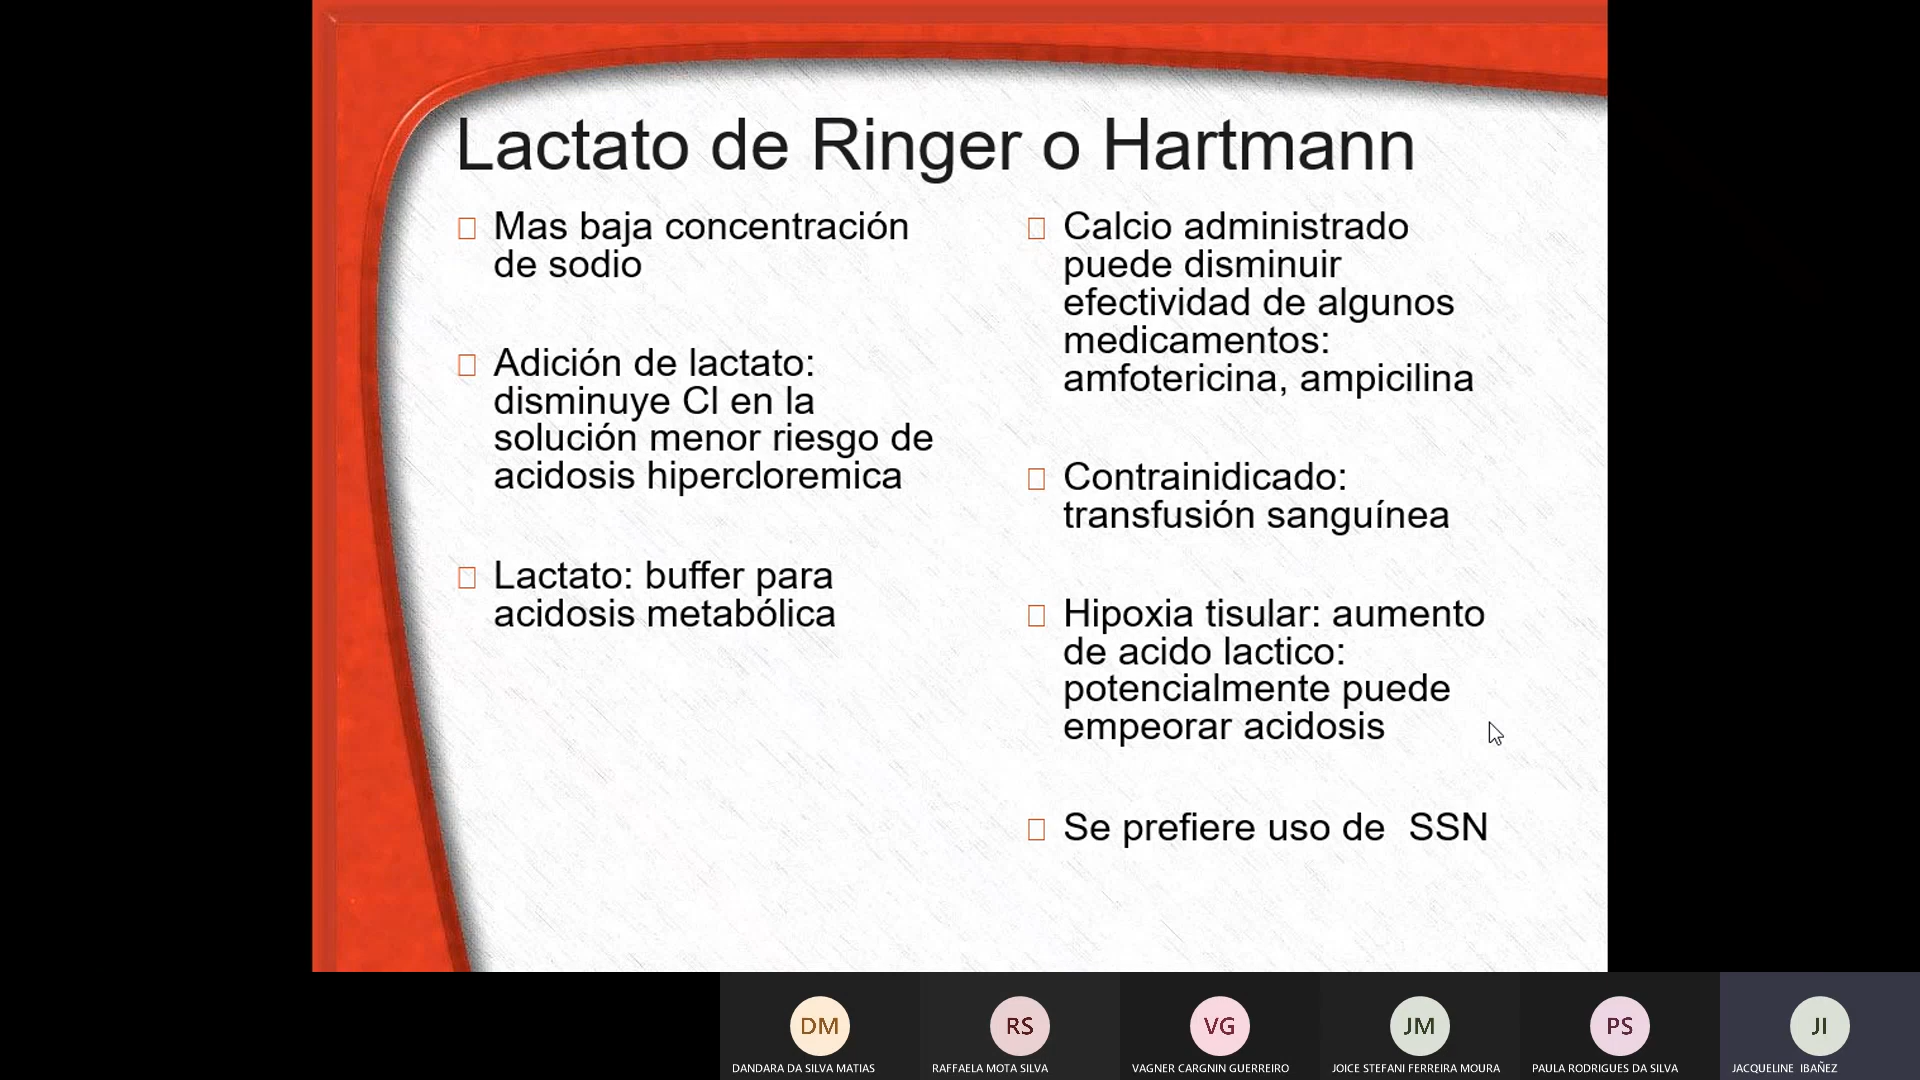 Lactato de Ringer o Hartmann
Mas baja concentración
de sodio
Adición de lactato:
disminuye Cl en la
solución menor riesgo de
acidosis hipercloremica
Lactato: buffer para
acidosis metabólica
Calcio administrado
puede disminuir
efectividad de algunos
medicamentos:
amfotericina, ampicilina
Contrainidicado:
transfusión sanguínea
Hipoxia tisular: aumento
de acido lactico:
potencialmente puede
empeorar acidosis
Se prefiere uso de  SSN
DM
RS
VG
JM
PS
JI
DANDARA DA SILVA MATIAS
RAFFAELA MOTA SILVA
VAGNER CARGNIN GUERREIRO
JOICE STEFANI FERREIRA MOURA
PAULA RODRIGUES DA SILVA
JACQUELINE  IBAÑEZ